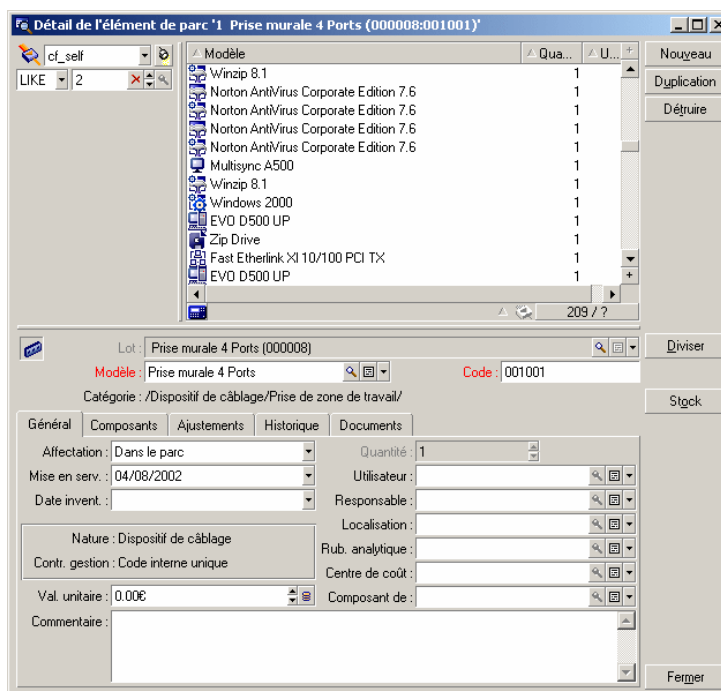 Détail de l'élément de parc '1 Prise murale 4 Ports (000008:001001)'
cf_self
LIKE 2
Modèle Qua... U...
Winzip 8.1 1
Norton AntiVirus Corporate Edition 7.6 1
Norton AntiVirus Corporate Edition 7.6 1
Norton AntiVirus Corporate Edition 7.6 1
Norton AntiVirus Corporate Edition 7.6 1
Multisync A500 1
Winzip 8.1 1
Windows 2000 1
EVO D500 UP 1
Zip Drive 1
Fast Etherlink Xl 10/100 PCI TX 1
EVO D500 UP 1
209 / ?
Nouveau
Duplication
Détruire
Lot : Prise murale 4 Ports (000008)
Modèle : Prise murale 4 Ports Code : 001001
Catégorie : /Dispositif de câblage/Prise de zone de travail/
Diviser
Stock
Général Composants Ajustements Historique Documents
Affectation : Dans le parc Quantité : 1
Mise en serv. : 04/08/2002 Utilisateur :
Date invent. : Responsable :
Localisation :
Nature : Dispositif de câblage
Rub. analytique :
Contr. gestion : Code interne unique
Centre de coût :
Val. unitaire : 0.00€ Composant de :
Commentaire :
Fermer